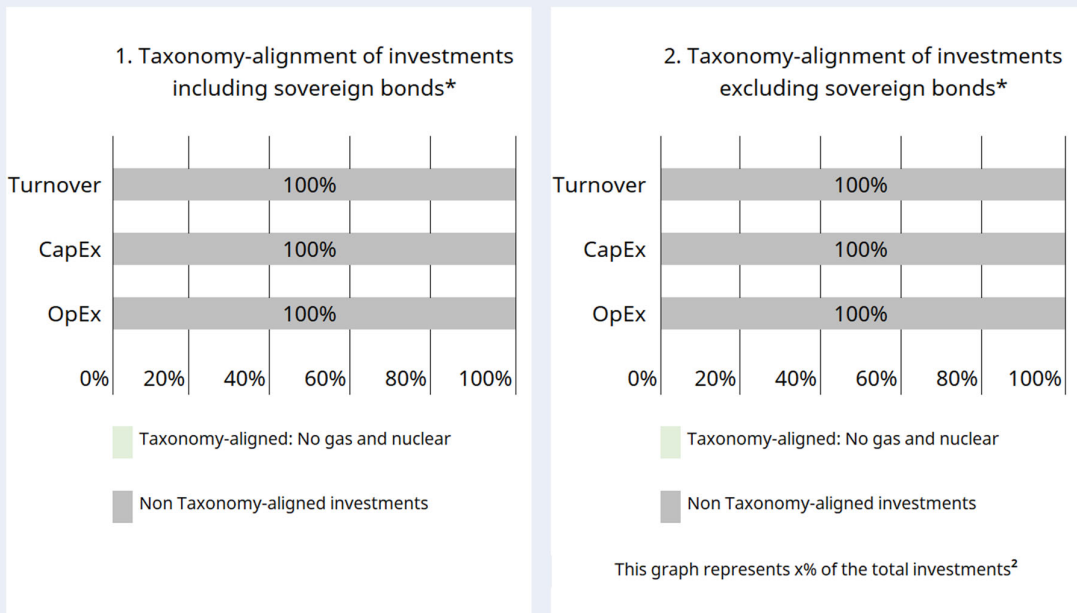 1. Taxonomy-alignment of investments
including sovereign bonds*
Turnover
100%
CapEx
100%
OpEx
100%
0% 20% 40% 60% 80% 100%
Taxonomy-aligned: No gas and nuclear
Non Taxonomy-aligned investments
2. Taxonomy-alignment of investments
excluding sovereign bonds*
Turnover
100%
CapEx
100%
OpEx
100%
0% 20% 40% 60% 80% 100%
Taxonomy-aligned: No gas and nuclear
Non Taxonomy-aligned investments
This graph represents x% of the total investments²